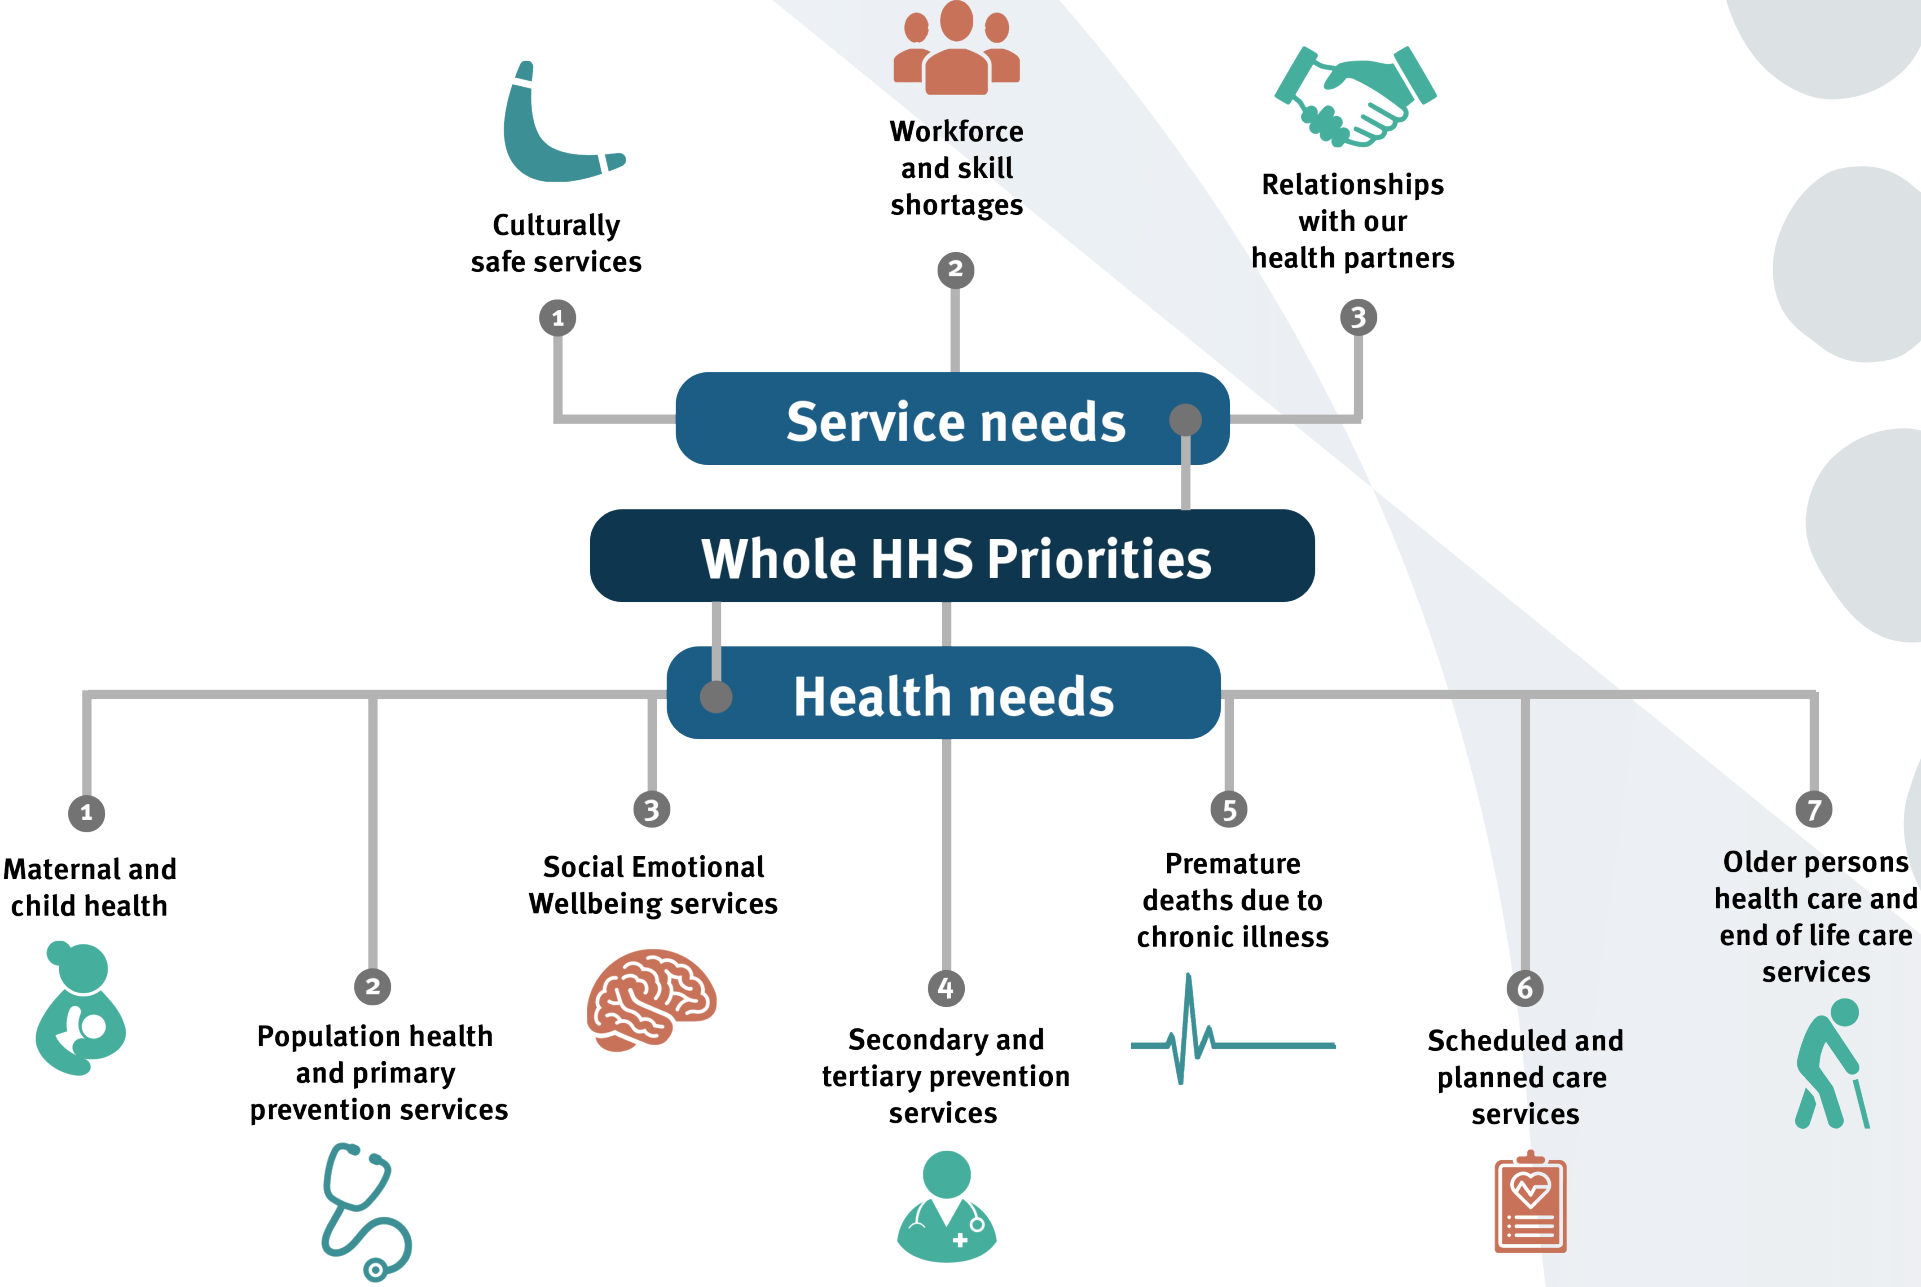 Culturally
safe services
1
Workforce
and skill
shortages
2
Relationships
with our
health partners
3
Service needs
Whole HHS Priorities
Health needs
1
Maternal and
child health
2
Population health
and primary
prevention services
3
Social Emotional
Wellbeing services
4
Secondary and
tertiary prevention
services
5
Premature
deaths due to
chronic illness
6
Scheduled and
planned care
services
7
Older persons
health care and
end of life care
services